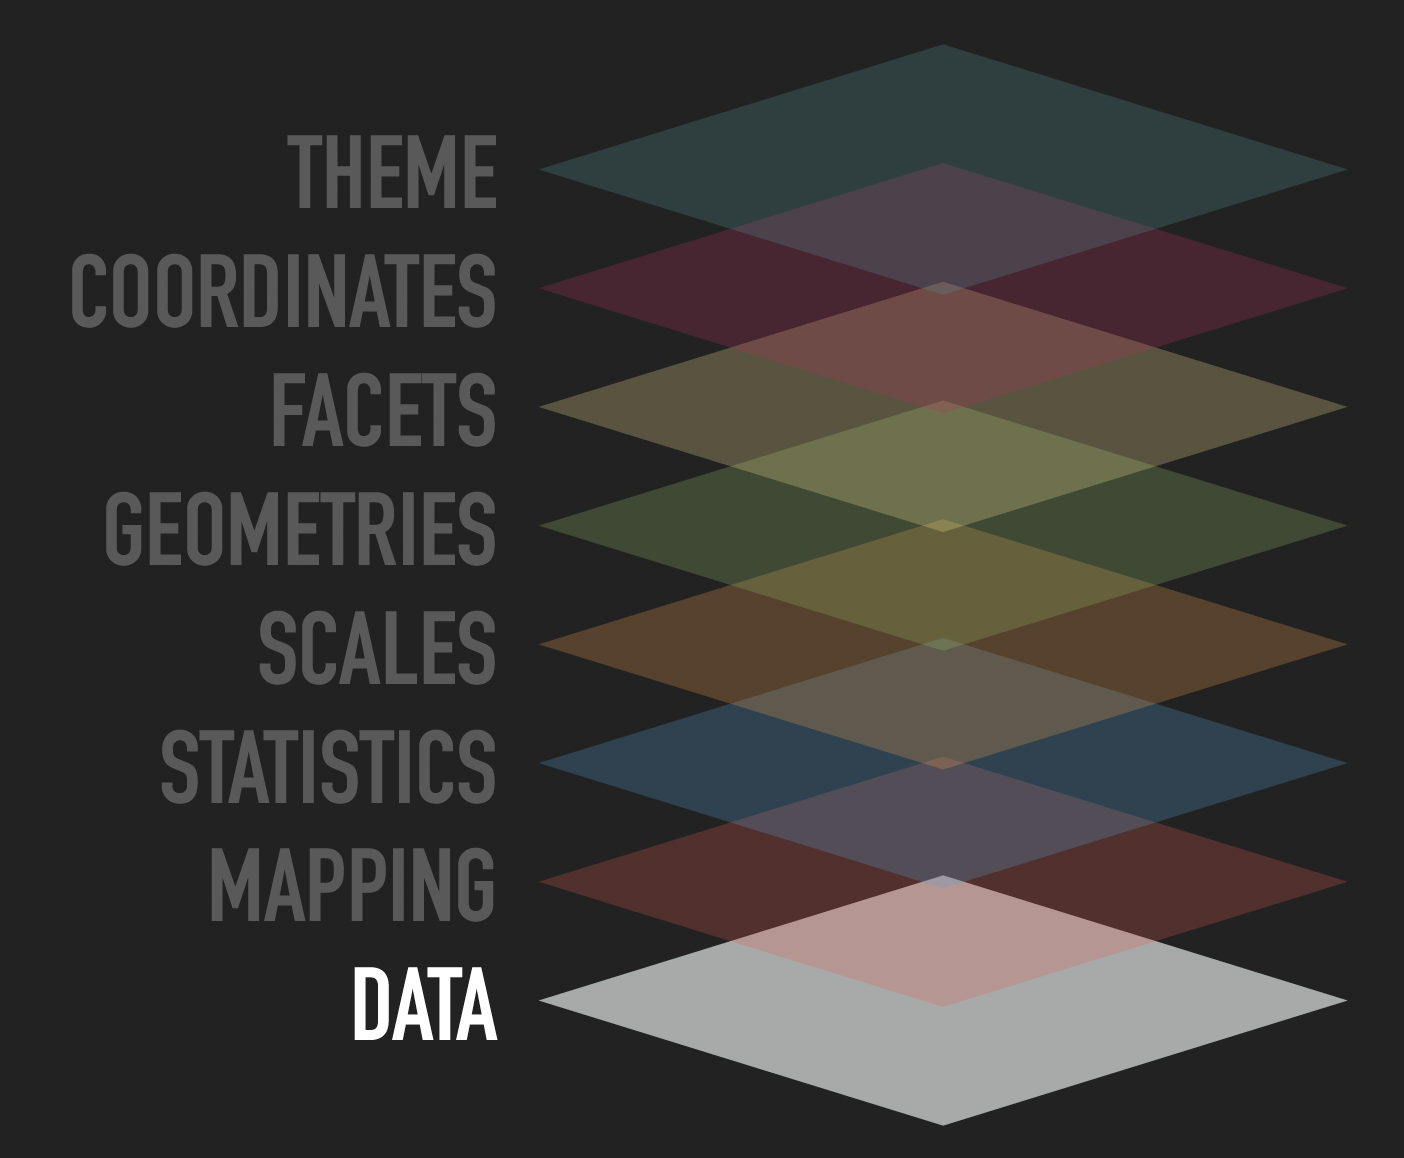 THEME
COORDINATES
FACETS
GEOMETRIES
SCALES
STATISTICS
MAPPING
DATA